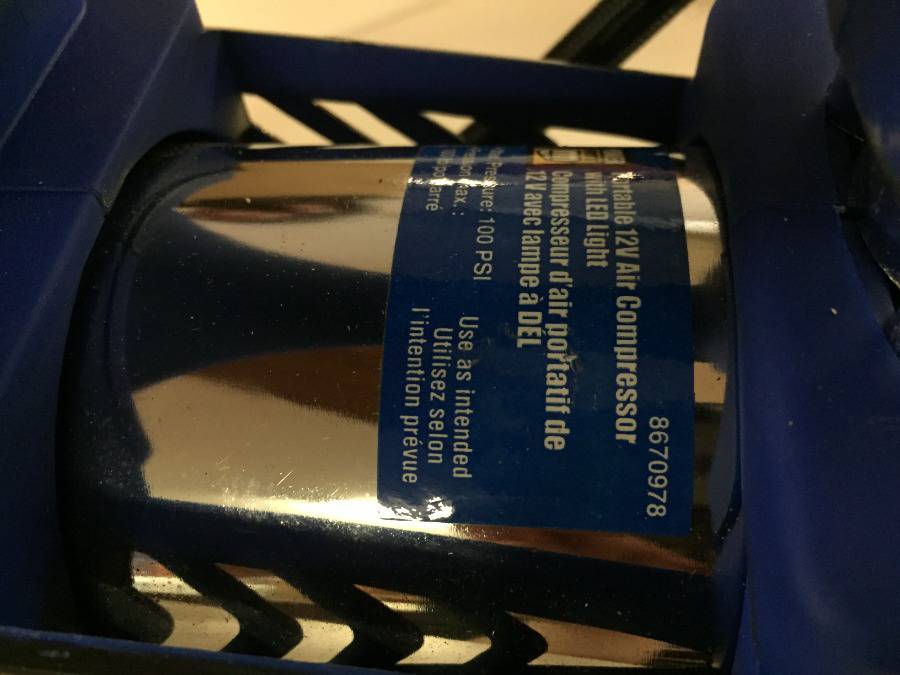 8670978
Portable 12V Air Compressor
with LED Light
Compresseur d'air portatif de
12 V avec lampe à DEL
Pressure: 100 PSI
Use as intended
Utilisez selon
l'intention prévue